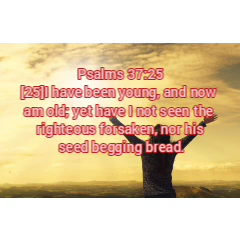 Psalms 37:25
[25]I have been young, and now
am old; yet have I not seen the
righteous forsaken, nor his
seed begging bread.